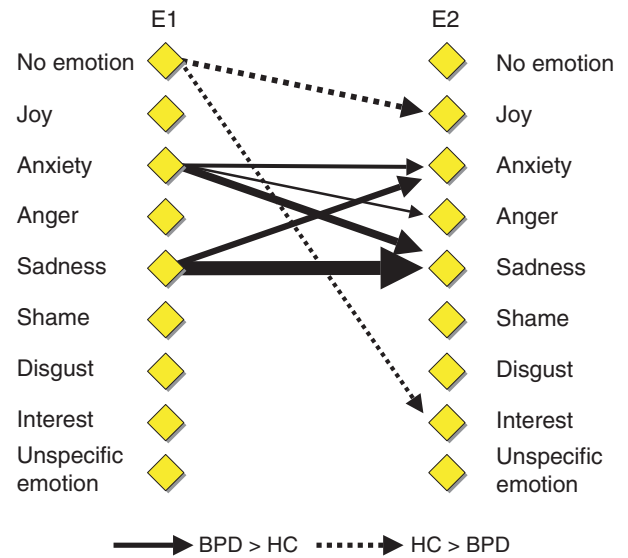 E1 E2
No emotion No emotion
Joy Joy
Anxiety Anxiety
Anger Anger
Sadness Sadness
Shame Shame
Disgust Disgust
Interest Interest
Unspecific Unspecific
emotion emotion
BPD > HC HC > BPD